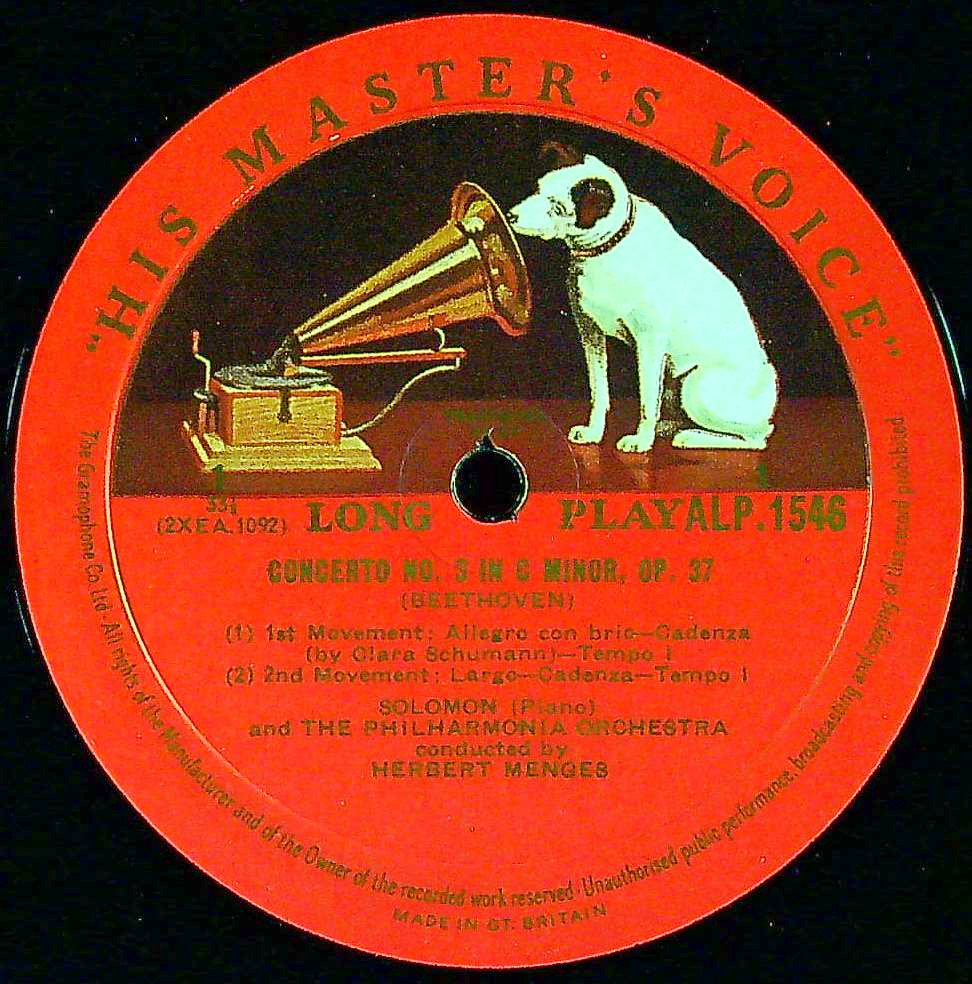 "HIS MASTER'S VOICE"
1 1
33⅓
(2XEA.1092) LONG PLAY ALP.1546
CONCERTO NO. 3 IN C MINOR, OP. 37
(BEETHOVEN)
(1) 1st Movement: Allegro con brio—Cadenza
(by Clara Schumann)—Tempo I
(2) 2nd Movement: Largo—Cadenza—Tempo I
SOLOMON (Piano)
and THE PHILHARMONIA ORCHESTRA
conducted by
HERBERT MENGES
The Gramophone Co. Ltd · All rights of the Manufacturer and of the Owner of the recorded work reserved · Unauthorised public performance, broadcasting and copying of this record prohibited
MADE IN GT. BRITAIN